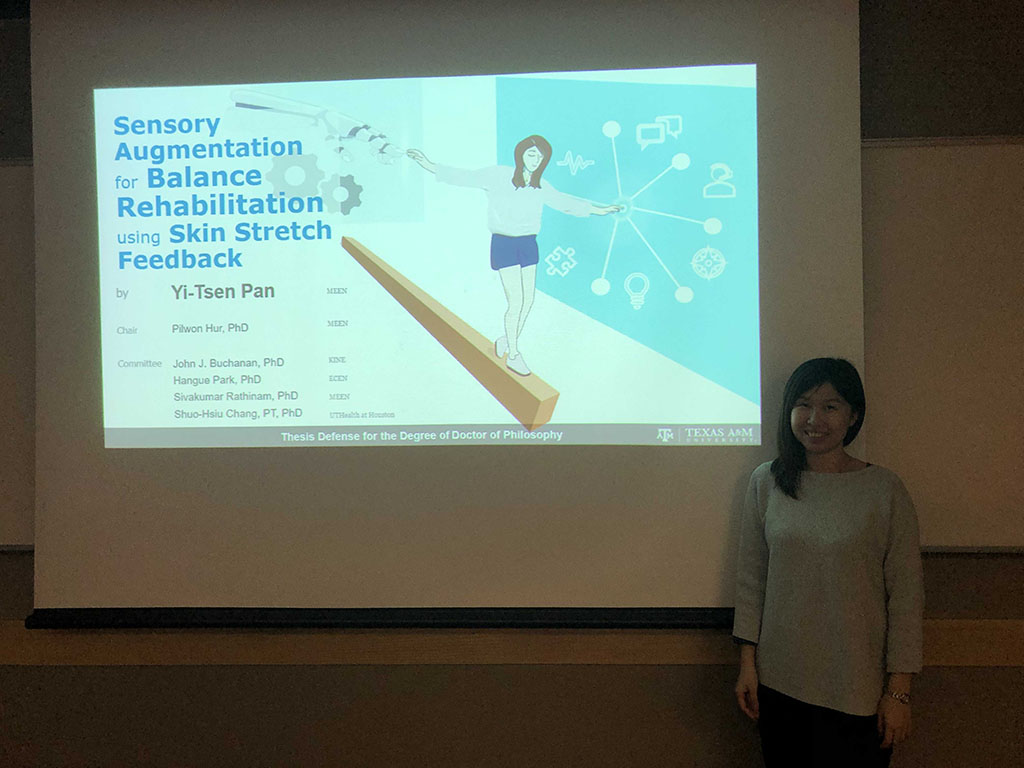 Sensory
Augmentation
for Balance
Rehabilitation
using Skin Stretch
Feedback
by Yi-Tsen Pan MEEN
Chair Pilwon Hur, PhD MEEN
Committee John J. Buchanan, PhD KINE
Hangue Park, PhD ECEN
Sivakumar Rathinam, PhD MEEN
Shuo-Hsiu Chang, PT, PhD UTHealth at Houston
Thesis Defense for the Degree of Doctor of Philosophy
ATM TEXAS A&M
UNIVERSITY